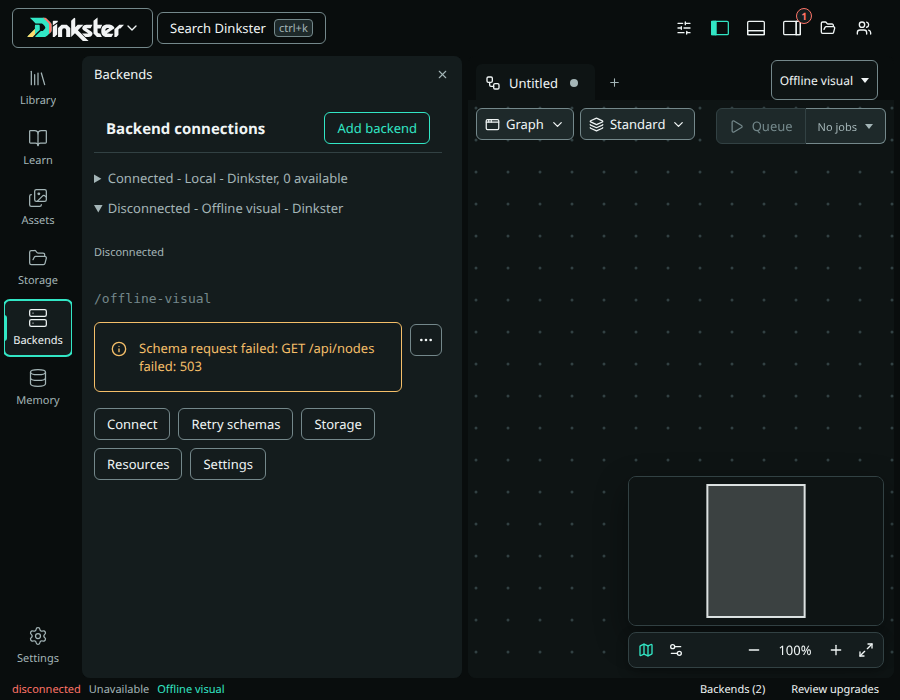 Dinkster
Search Dinkster ctrl+k
1
Library
Learn
Assets
Storage
Backends
Memory
Settings
Backends
Backend connections
Add backend
Connected - Local - Dinkster, 0 available
Disconnected - Offline visual - Dinkster
Disconnected
/offline-visual
Schema request failed: GET /api/nodes
failed: 503
Connect
Retry schemas
Storage
Resources
Settings
Untitled
Offline visual
Graph
Standard
Queue
No jobs
100%
disconnected Unavailable Offline visual
Backends (2)
Review upgrades